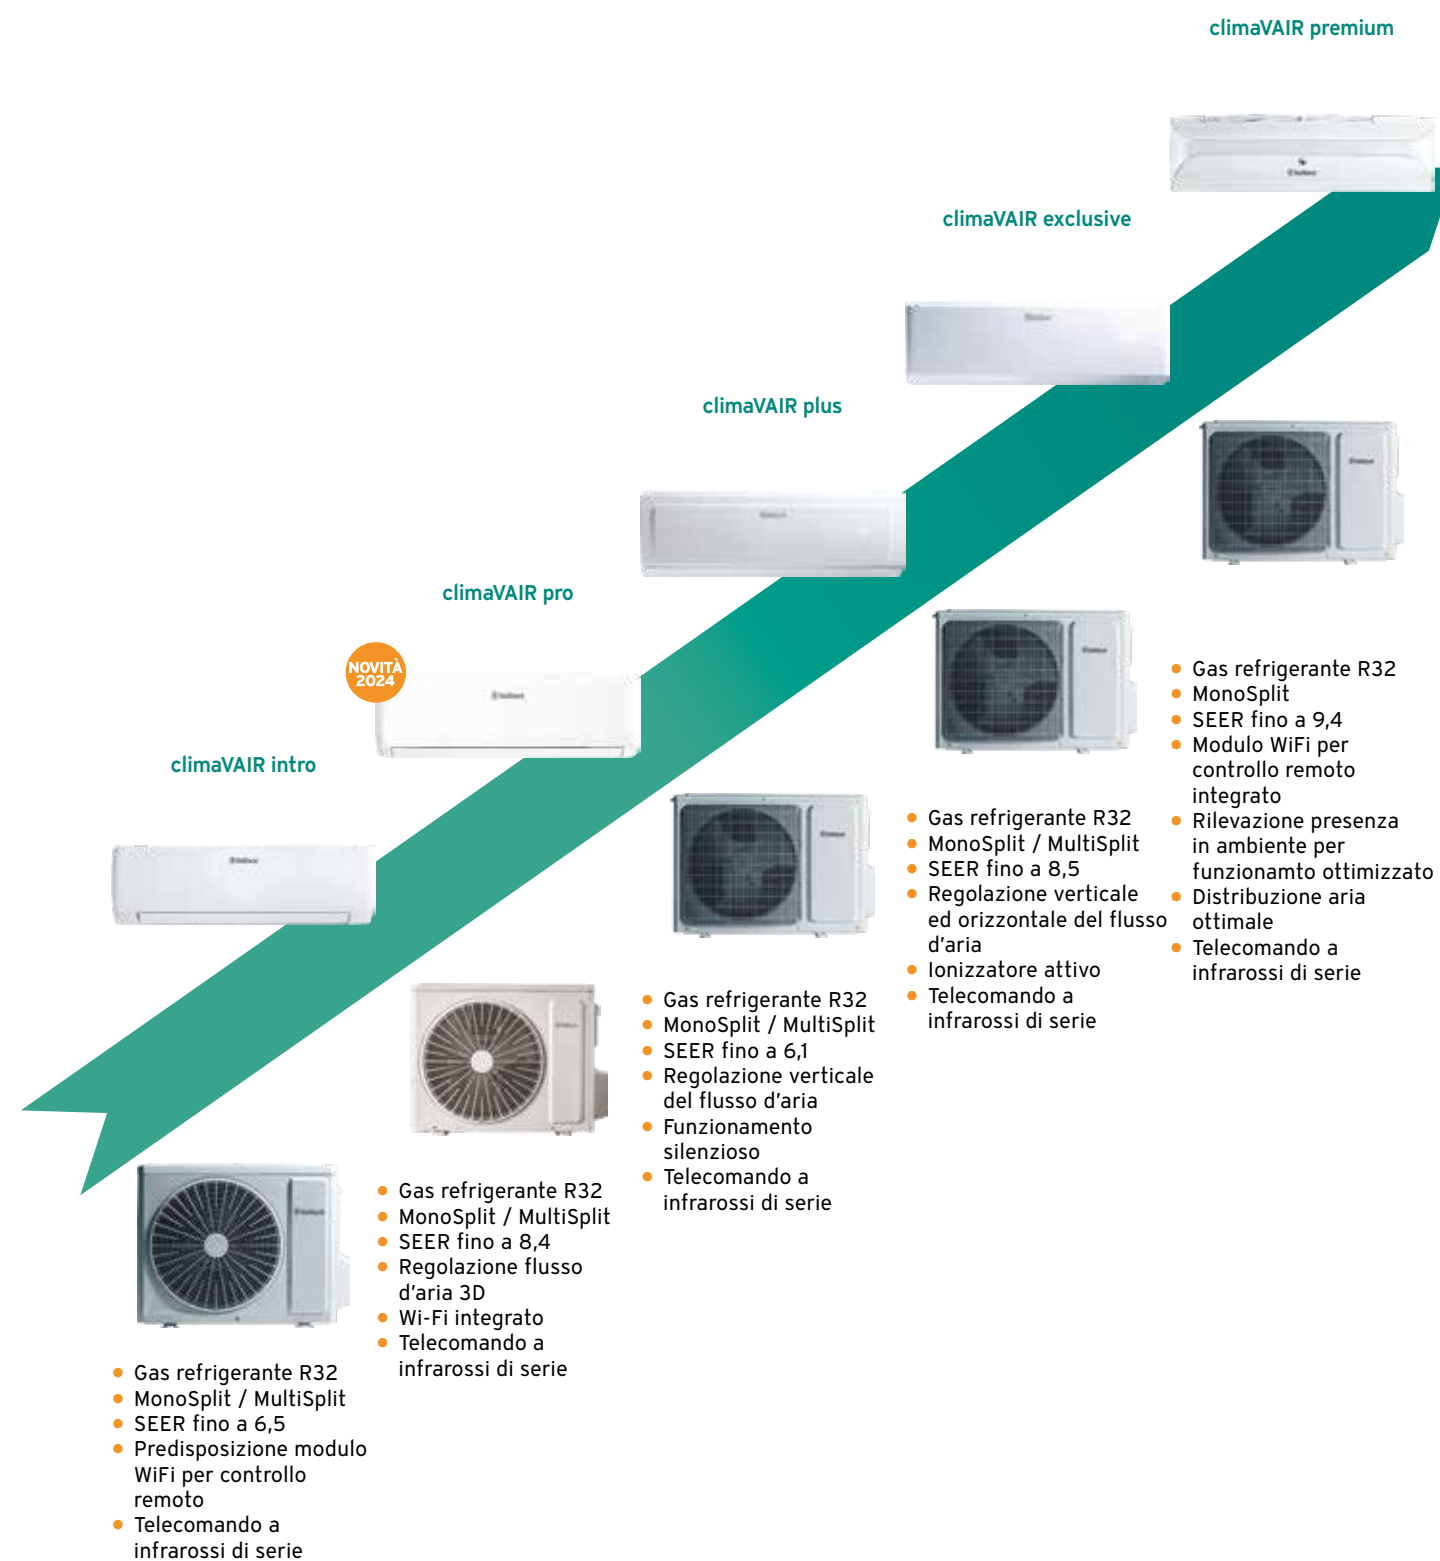 climaVAIR premium
climaVAIR exclusive
climaVAIR plus
climaVAIR pro
NOVITÀ
2024
climaVAIR intro
Gas refrigerante R32
MonoSplit
SEER fino a 9,4
Modulo WiFi per
controllo remoto
integrato
Rilevazione presenza
in ambiente per
funzionamto ottimizzato
Distribuzione aria
ottimale
Telecomando a
infrarossi di serie
Gas refrigerante R32
MonoSplit / MultiSplit
SEER fino a 8,5
Regolazione verticale
ed orizzontale del flusso
d'aria
Ionizzatore attivo
Telecomando a
infrarossi di serie
Gas refrigerante R32
MonoSplit / MultiSplit
SEER fino a 6,1
Regolazione verticale
del flusso d'aria
Funzionamento
silenzioso
Telecomando a
infrarossi di serie
Gas refrigerante R32
MonoSplit / MultiSplit
SEER fino a 8,4
Regolazione flusso
d'aria 3D
Wi-Fi integrato
Telecomando a
infrarossi di serie
Gas refrigerante R32
MonoSplit / MultiSplit
SEER fino a 6,5
Predisposizione modulo
WiFi per controllo
remoto
Telecomando a
infrarossi di serie